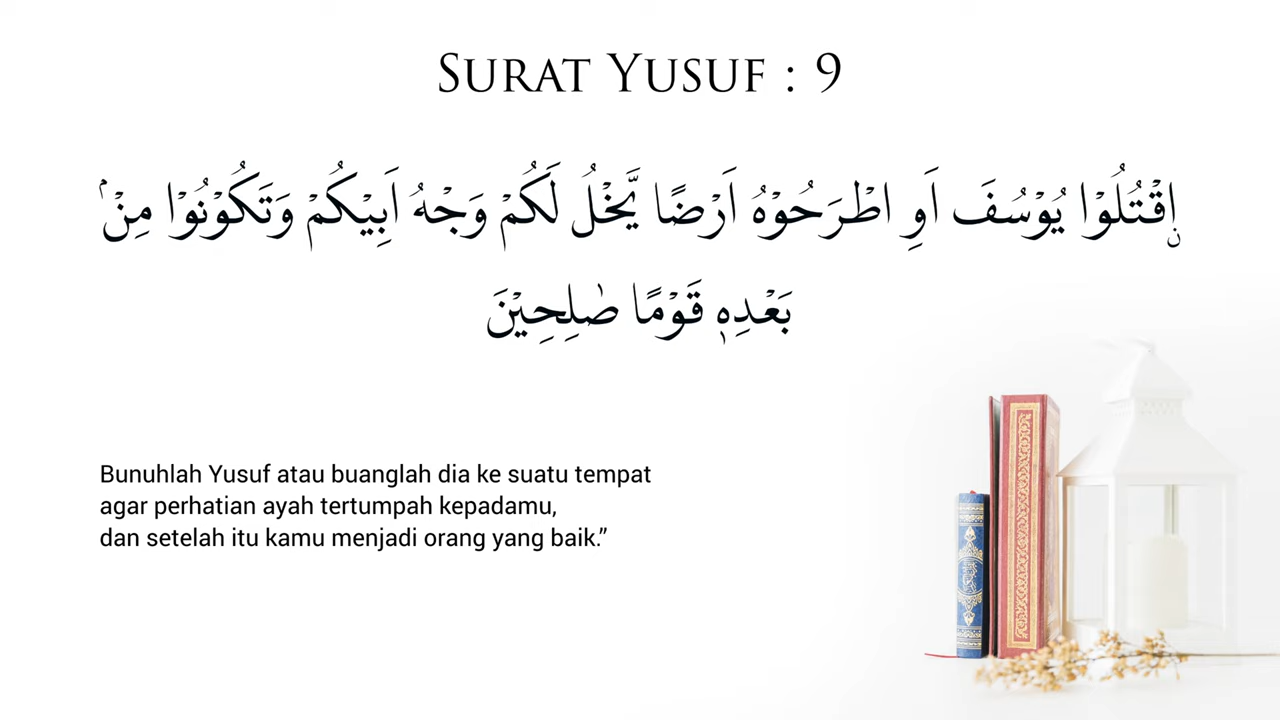 SURAT YUSUF : 9
ۨاقْتُلُوْا يُوْسُفَ اَوِ اطْرَحُوْهُ اَرْضًا يَّخْلُ لَكُمْ وَجْهُ اَبِيْكُمْ وَتَكُوْنُوْا مِنْۢ
بَعْدِهٖ قَوْمًا صٰلِحِيْنَ
Bunuhlah Yusuf atau buanglah dia ke suatu tempat
agar perhatian ayah tertumpah kepadamu,
dan setelah itu kamu menjadi orang yang baik.”